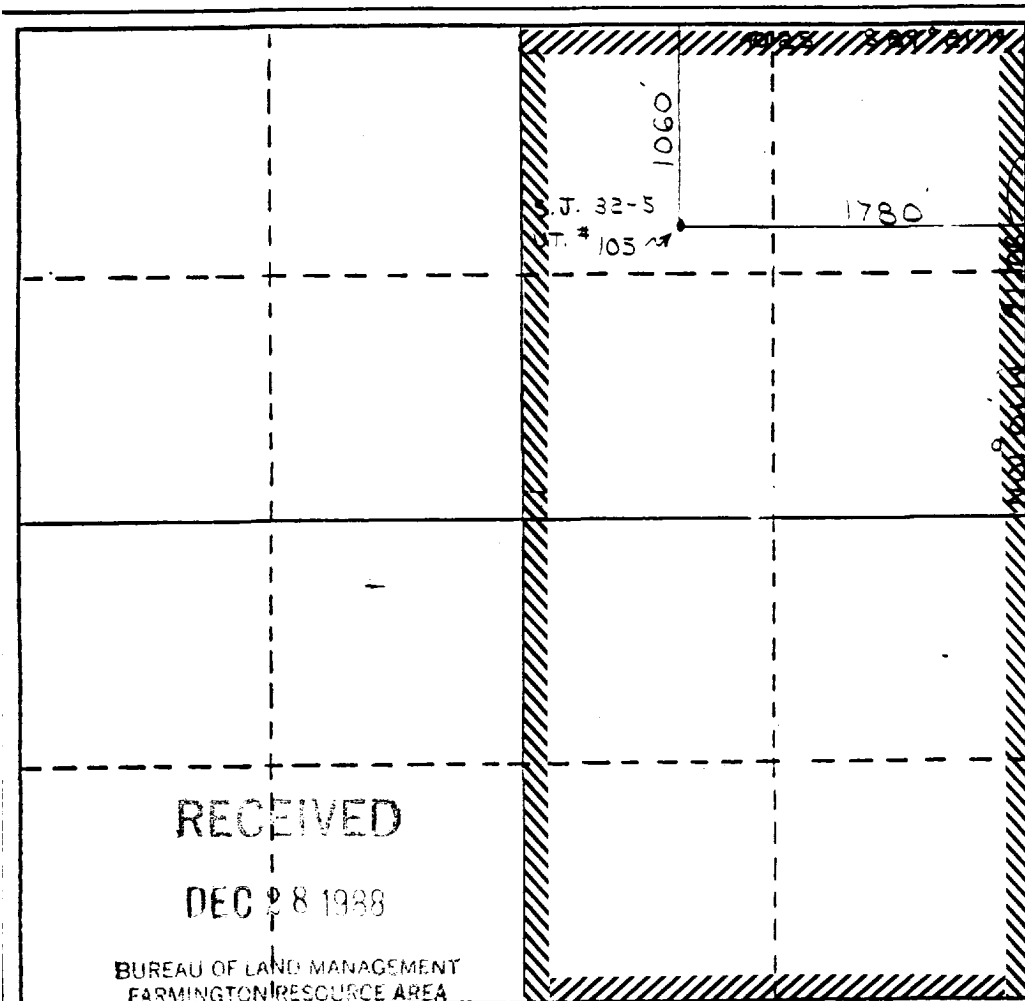 1060'
S.J. 32-5
UT. # 105
1780'
RECEIVED
DEC 28 1988
BUREAU OF LAND MANAGEMENT
FARMINGTON RESOURCE AREA